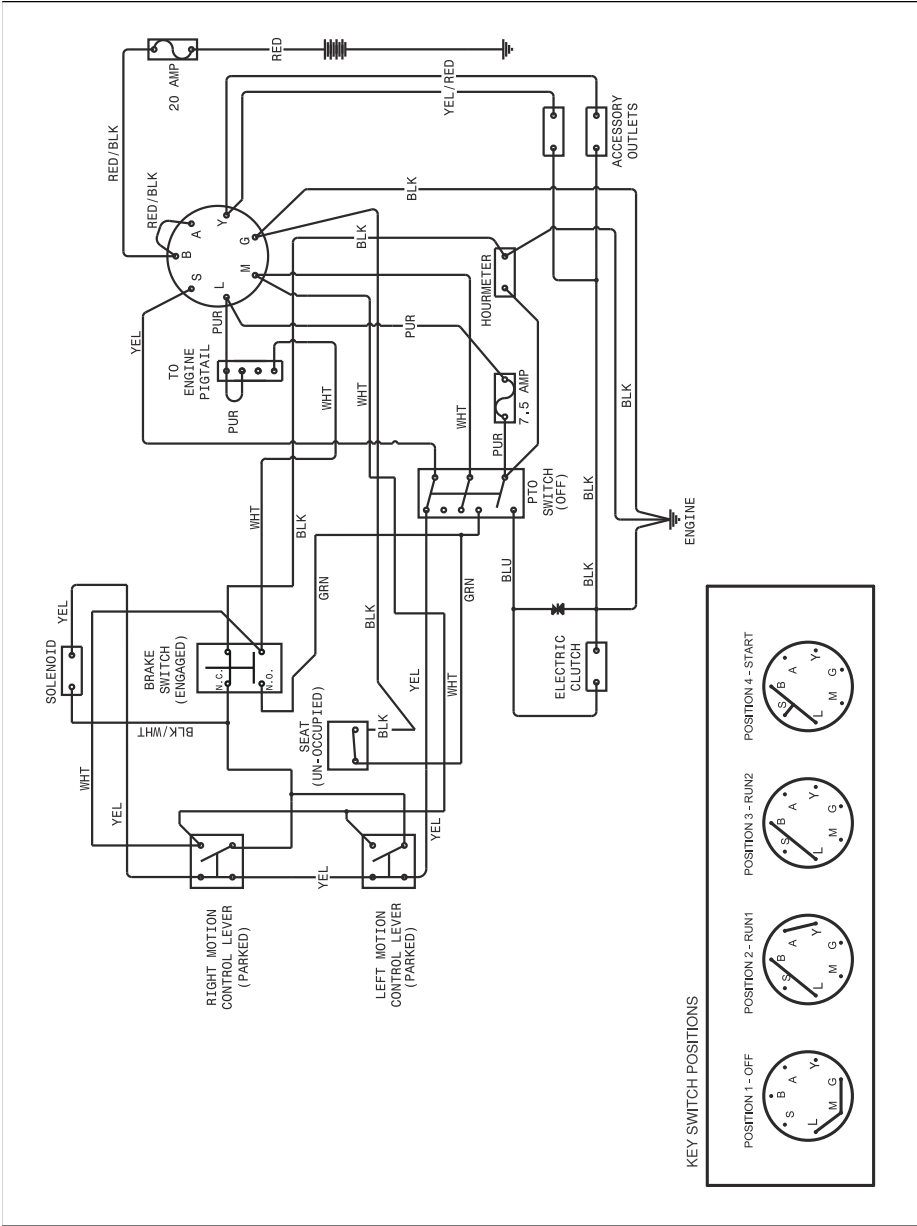 SOLENOID
YEL
WHT
YEL
BLK/WHT
BRAKE
SWITCH
(ENGAGED)
N.C.
N.O.
RIGHT MOTION
CONTROL LEVER
(PARKED)
LEFT MOTION
CONTROL LEVER
(PARKED)
YEL
YEL
SEAT
(UN-OCCUPIED)
BLK
BLK
YEL
WHT
WHT
BLK
GRN
GRN
WHT
WHT
WHT
TO
ENGINE
PIGTAIL
PUR
PUR
PUR
YEL
RED/BLK
RED/BLK
S
B
A
Y
G
M
L
20 AMP
RED
YEL/RED
BLK
BLK
ACCESSORY
OUTLETS
HOURMETER
7.5 AMP
PUR
PTO
SWITCH
(OFF)
BLU
BLK
BLK
BLK
ELECTRIC
CLUTCH
ENGINE
KEY SWITCH POSITIONS
POSITION 1 - OFF
S
B
A
Y
G
M
L
POSITION 2 - RUN1
S
B
A
Y
G
M
L
POSITION 3 - RUN2
S
B
A
Y
G
M
L
POSITION 4 - START
S
B
A
Y
G
M
L